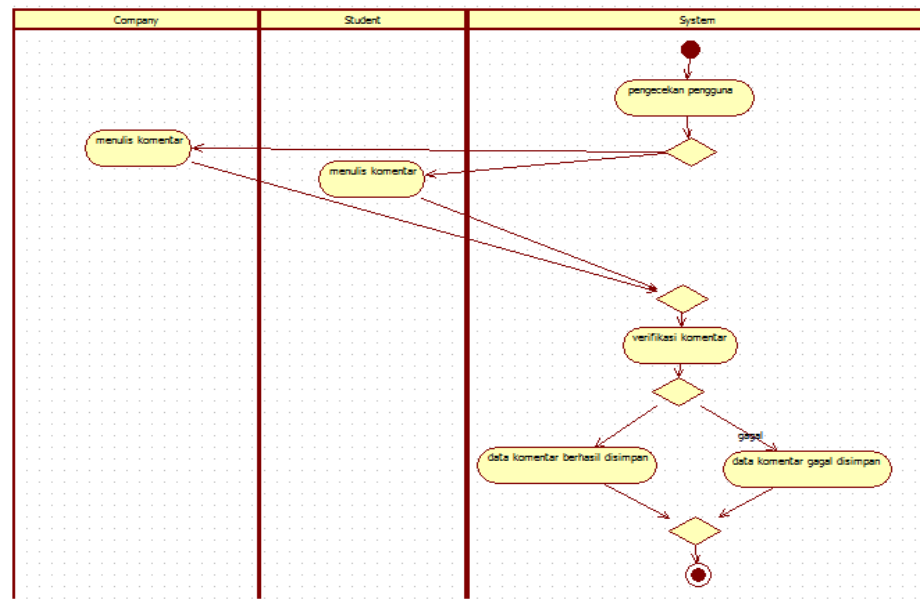 Company
Student
System
pengecekan pengguna
menulis komentar
menulis komentar
verifikasi komentar
gagal
data komentar berhasil disimpan
data komentar gagal disimpan